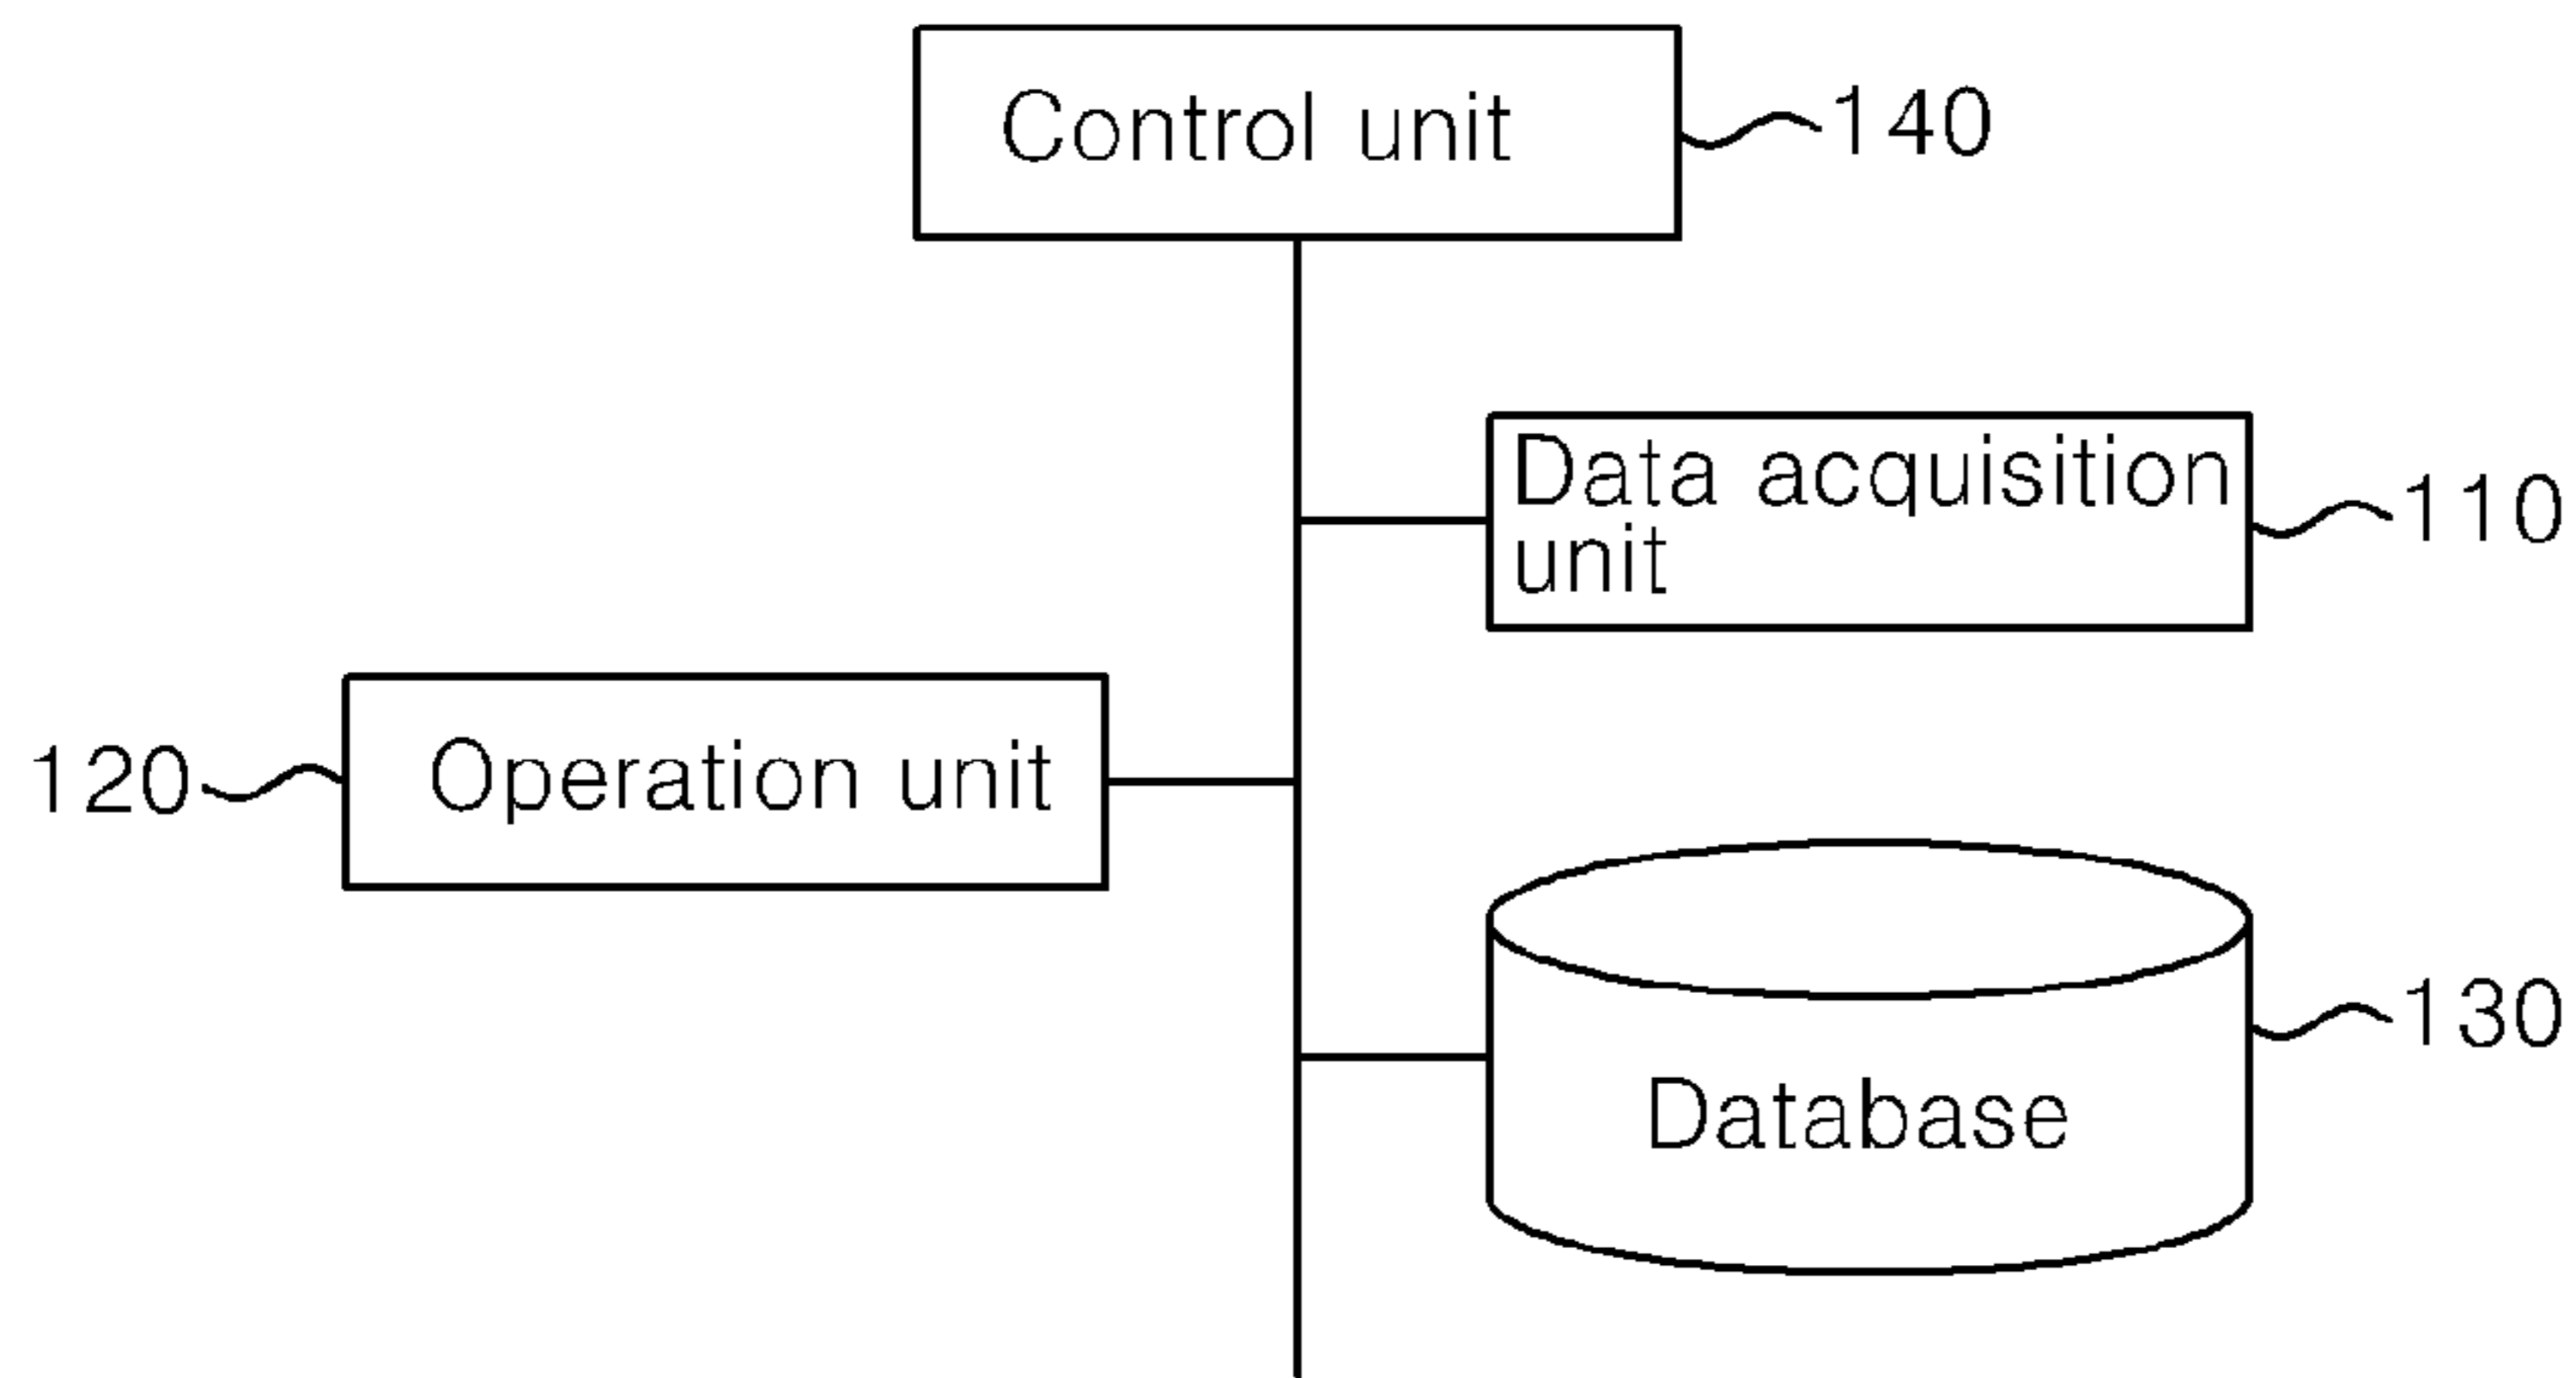 Control unit
140
Data acquisition
unit
110
120
Operation unit
130
Database